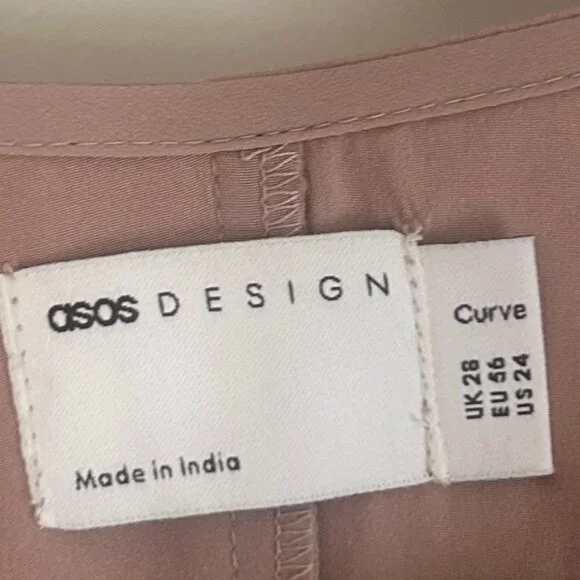 asos DESIGN
Made in India
Curve
UK 28
EU 56
US 24